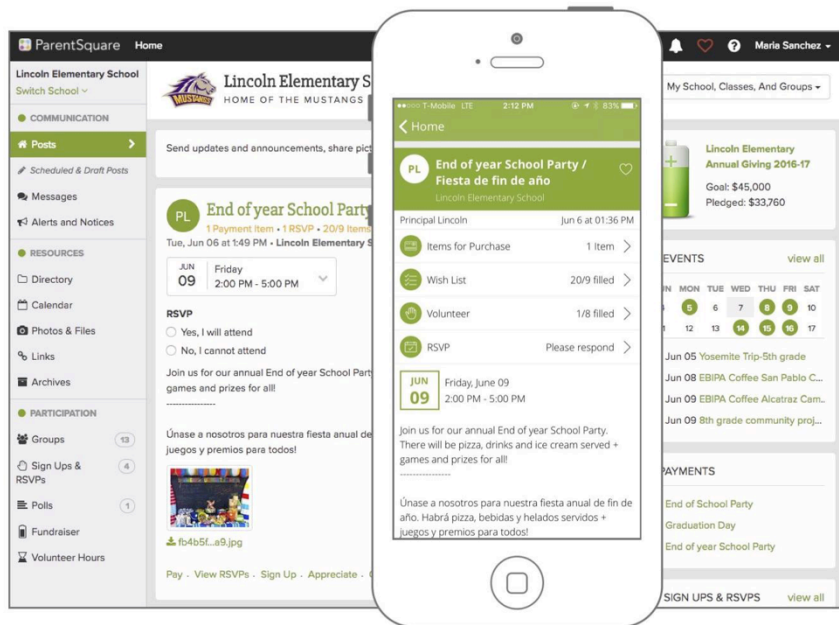 ParentSquare Home
Maria Sanchez
Lincoln Elementary School
Switch School
COMMUNICATION
Posts
Scheduled & Draft Posts
Messages
Alerts and Notices
RESOURCES
Directory
Calendar
Photos & Files
Links
Archives
PARTICIPATION
Groups 13
Sign Ups & 4
RSVPs
Polls 1
Fundraiser
Volunteer Hours
MUSTANGS
Lincoln Elementary S
HOME OF THE MUSTANGS
Send updates and announcements, share pict
PL
End of year School Party
1 Payment Item • 1 RSVP • 20/9 Items
Tue, Jun 06 at 1:49 PM • Lincoln Elementary S
JUN
09
Friday
2:00 PM - 5:00 PM
RSVP
Yes, I will attend
No, I cannot attend
Join us for our annual End of year School Party
games and prizes for all!
----------------
Únase a nosotros para nuestra fiesta anual de
juegos y premios para todos!
fb4b5f...a9.jpg
Pay · View RSVPs · Sign Up · Appreciate ·
T-Mobile LTE 2:12 PM 83%
Home
PL
End of year School Party /
Fiesta de fin de año
Lincoln Elementary School
Principal Lincoln Jun 6 at 01:36 PM
Items for Purchase 1 Item
Wish List 20/9 filled
Volunteer 1/8 filled
RSVP Please respond
JUN
09
Friday, June 09
2:00 PM - 5:00 PM
Join us for our annual End of year School Party.
There will be pizza, drinks and ice cream served +
games and prizes for all!
----------------
Únase a nosotros para nuestra fiesta anual de fin de
año. Habrá pizza, bebidas y helados servidos +
juegos y premios para todos!
My School, Classes, And Groups
Lincoln Elementary
Annual Giving 2016-17
Goal: $45,000
Pledged: $33,760
EVENTS view all
N MON TUE WED THU FRI SAT
5 6 7 8 9 10
12 13 14 15 16 17
Jun 05 Yosemite Trip-5th grade
Jun 08 EBIPA Coffee San Pablo C...
Jun 09 EBIPA Coffee Alcatraz Cam..
Jun 09 8th grade community proj...
PAYMENTS
End of School Party
Graduation Day
End of year School Party
SIGN UPS & RSVPS view all